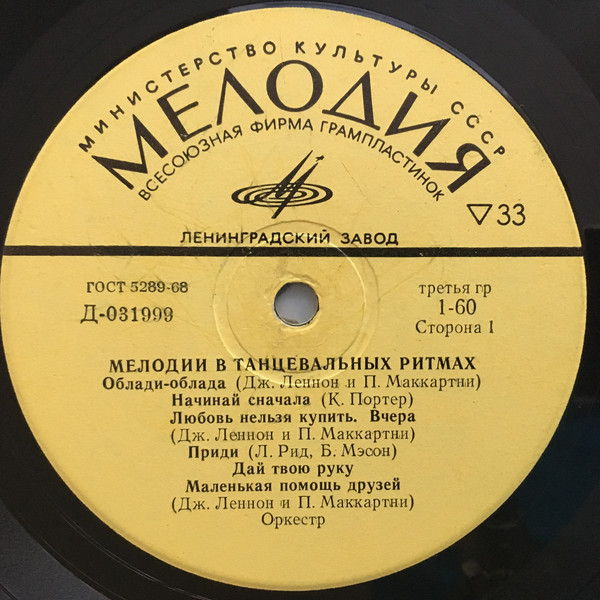 МИНИСТЕРСТВО КУЛЬТУРЫ СССР
МЕЛОДИЯ
ВСЕСОЮЗНАЯ ФИРМА ГРАМПЛАСТИНОК
▽33
ЛЕНИНГРАДСКИЙ ЗАВОД
ГОСТ 5289-68
Д-031999
третья гр
1-60
Сторона 1
МЕЛОДИИ В ТАНЦЕВАЛЬНЫХ РИТМАХ
Облади-облада (Дж. Леннон и П. Маккартни)
Начинай сначала (К. Портер)
Любовь нельзя купить. Вчера
(Дж. Леннон и П. Маккартни)
Приди (Л. Рид, Б. Мэсон)
Дай твою руку
Маленькая помощь друзей
(Дж. Леннон и П. Маккартни)
Оркестр